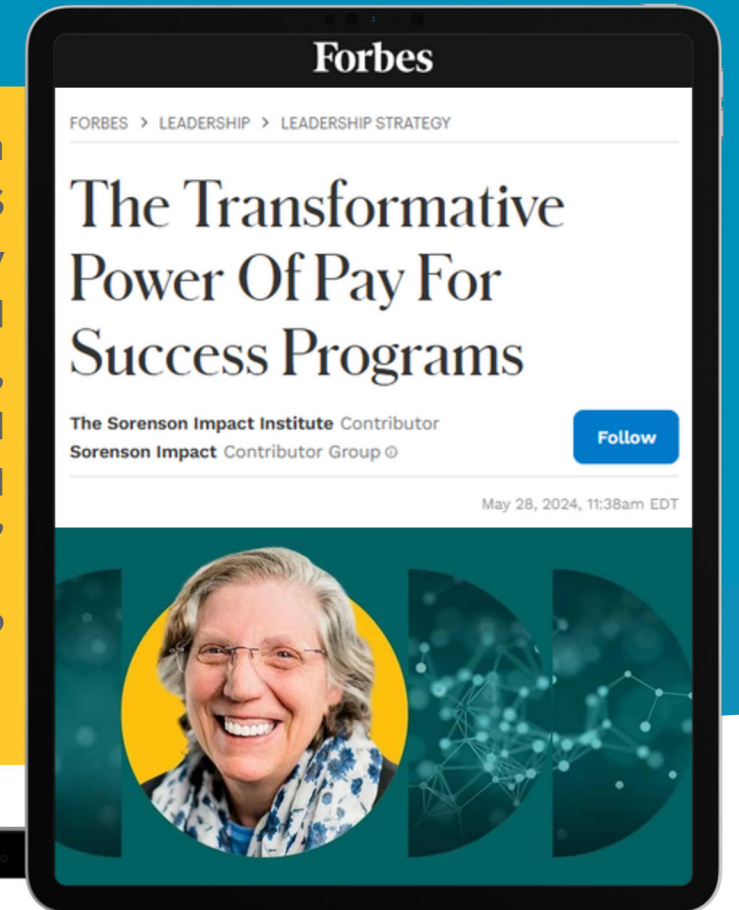 Forbes
FORBES > LEADERSHIP > LEADERSHIP STRATEGY
The Transformative
Power Of Pay For
Success Programs
The Sorenson Impact Institute Contributor
Sorenson Impact Contributor Group ⓘ
Follow
May 28, 2024, 11:38am EDT